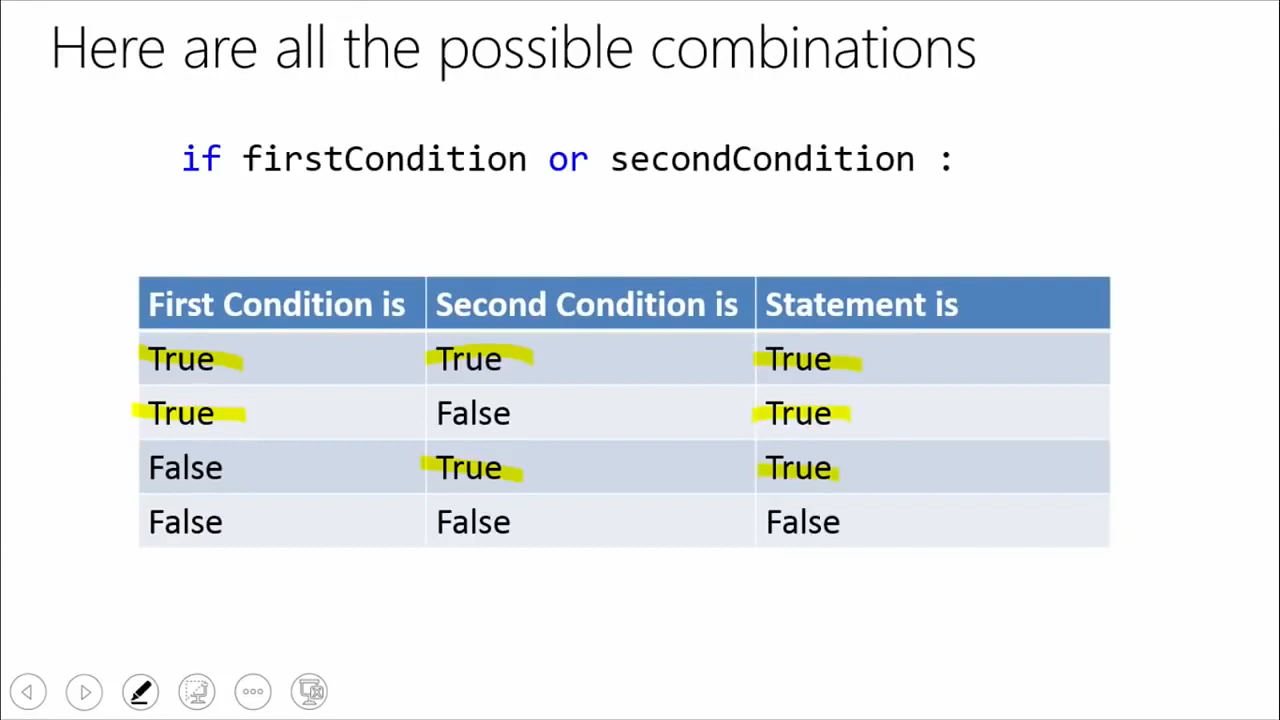 Here are all the possible combinations
if firstCondition or secondCondition :
First Condition is Second Condition is Statement is
True True True
True False True
False True True
False False False